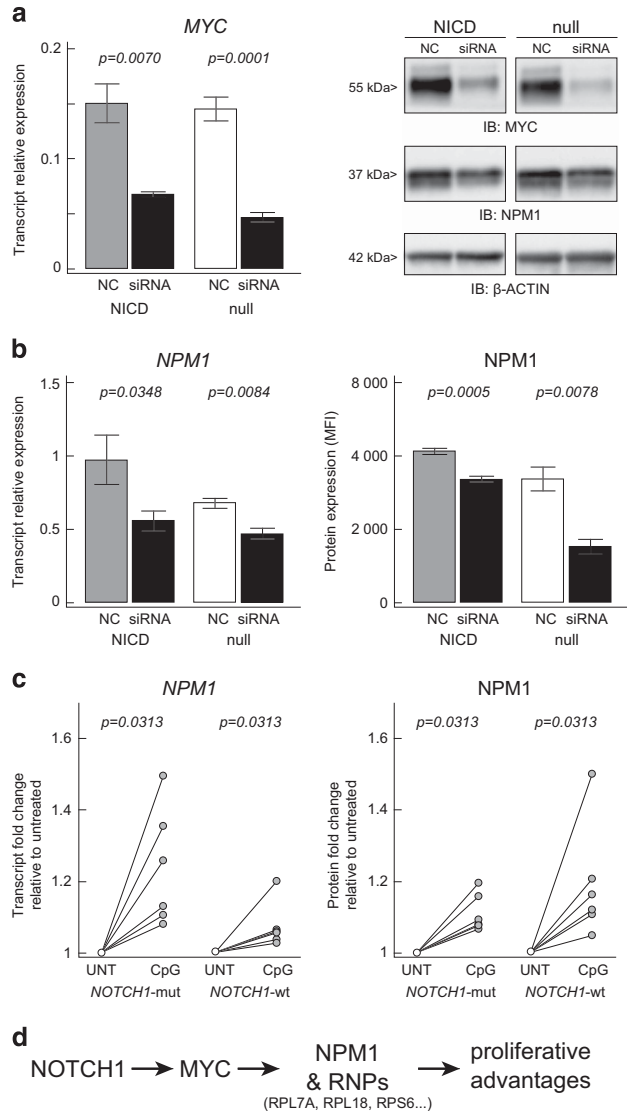 a
MYC
Transcript relative expression
0.2
0.1
0
p=0.0070 p=0.0001
NC siRNA NC siRNA
NICD null
NICD null
NC siRNA NC siRNA
55 kDa>
IB: MYC
37 kDa>
IB: NPM1
42 kDa>
IB: β-ACTIN
b
NPM1
Transcript relative expression
1.5
1
0.5
0
p=0.0348 p=0.0084
NC siRNA NC siRNA
NICD null
NPM1
Protein expression (MFI)
8 000
4 000
2 000
0
p=0.0005 p=0.0078
NC siRNA NC siRNA
NICD null
c
NPM1
Transcript fold change
relative to untreated
1.6
1.4
1.2
1
p=0.0313 p=0.0313
UNT CpG UNT CpG
NOTCH1-mut NOTCH1-wt
NPM1
Protein fold change
relative to untreated
1.6
1.4
1.2
1
p=0.0313 p=0.0313
UNT CpG UNT CpG
NOTCH1-mut NOTCH1-wt
d
NOTCH1 → MYC → NPM1 & RNPs → proliferative advantages
(RPL7A, RPL18, RPS6...)